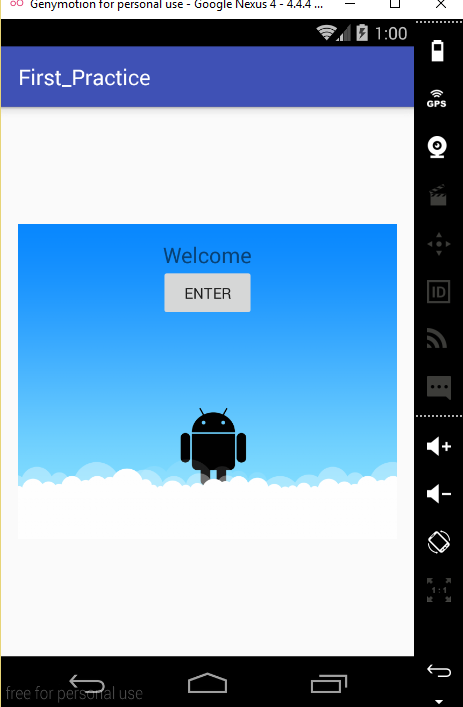 Genymotion for personal use - Google Nexus 4 - 4.4.4 ...
1:00
First_Practice
GPS
Welcome
ENTER
ID
1:1
free for personal use